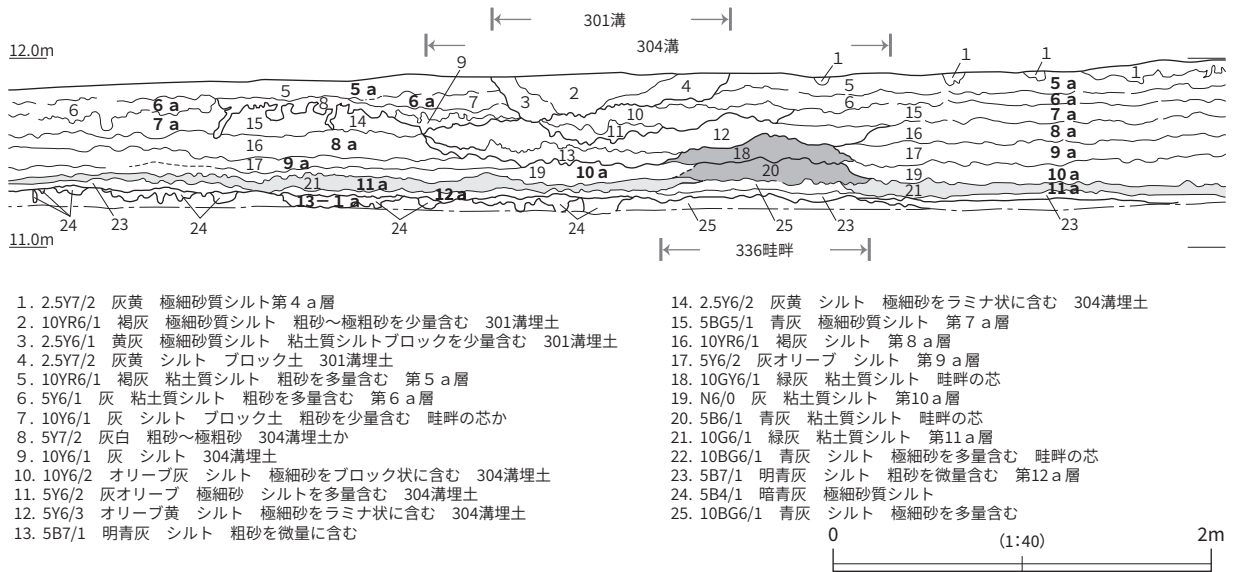 301溝
304溝
12.0m
9
1
1
1
1
5
5 a
5
5 a
6
6 a
8
6 a
7
3
2
4
6
6 a
7 a
15
14
10
15
7 a
11
12
16
8 a
16
8 a
13
18
17
9 a
17
9 a
19
10 a
20
19
10 a
21
11 a
12 a
21
11 a
13－1 a
24
23
24
24
24
25
25
23
23
11.0m
336畦畔
1. 2.5Y7/2　灰黄　極細砂質シルト第４ａ層
2. 10YR6/1　褐灰　極細砂質シルト　粗砂～極粗砂を少量含む　301溝埋土
3. 2.5Y6/1　黄灰　極細砂質シルト　粘土質シルトブロックを少量含む　301溝埋土
4. 2.5Y7/2　灰黄　シルト　ブロック土　301溝埋土
5. 10YR6/1　褐灰　粘土質シルト　粗砂を多量含む　第５ａ層
6. 5Y6/1　灰　粘土質シルト　粗砂を多量含む　第６ａ層
7. 10Y6/1　灰　シルト　ブロック土　粗砂を少量含む　畦畔の芯か
8. 5Y7/2　灰白　粗砂～極粗砂　304溝埋土か
9. 10Y6/1　灰　シルト　304溝埋土
10. 10Y6/2　オリーブ灰　シルト　極細砂をブロック状に含む　304溝埋土
11. 5Y6/2　灰オリーブ　極細砂　シルトを多量含む　304溝埋土
12. 5Y6/3　オリーブ黄　シルト　極細砂をラミナ状に含む　304溝埋土
13. 5B7/1　明青灰　シルト　粗砂を微量に含む
14. 2.5Y6/2　灰黄　シルト　極細砂をラミナ状に含む　304溝埋土
15. 5BG5/1　青灰　極細砂質シルト　第７ａ層
16. 10YR6/1　褐灰　シルト　第８ａ層
17. 5Y6/2　灰オリーブ　シルト　第９ａ層
18. 10GY6/1　緑灰　粘土質シルト　畦畔の芯
19. N6/0　灰　粘土質シルト　第10ａ層
20. 5B6/1　青灰　粘土質シルト　畦畔の芯
21. 10G6/1　緑灰　粘土質シルト　第11ａ層
22. 10BG6/1　青灰　シルト　極細砂を多量含む　畦畔の芯
23. 5B7/1　明青灰　シルト　粗砂を微量含む　第12ａ層
24. 5B4/1　暗青灰　極細砂質シルト
25. 10BG6/1　青灰　シルト　極細砂を多量含む
0
(1:40)
2m